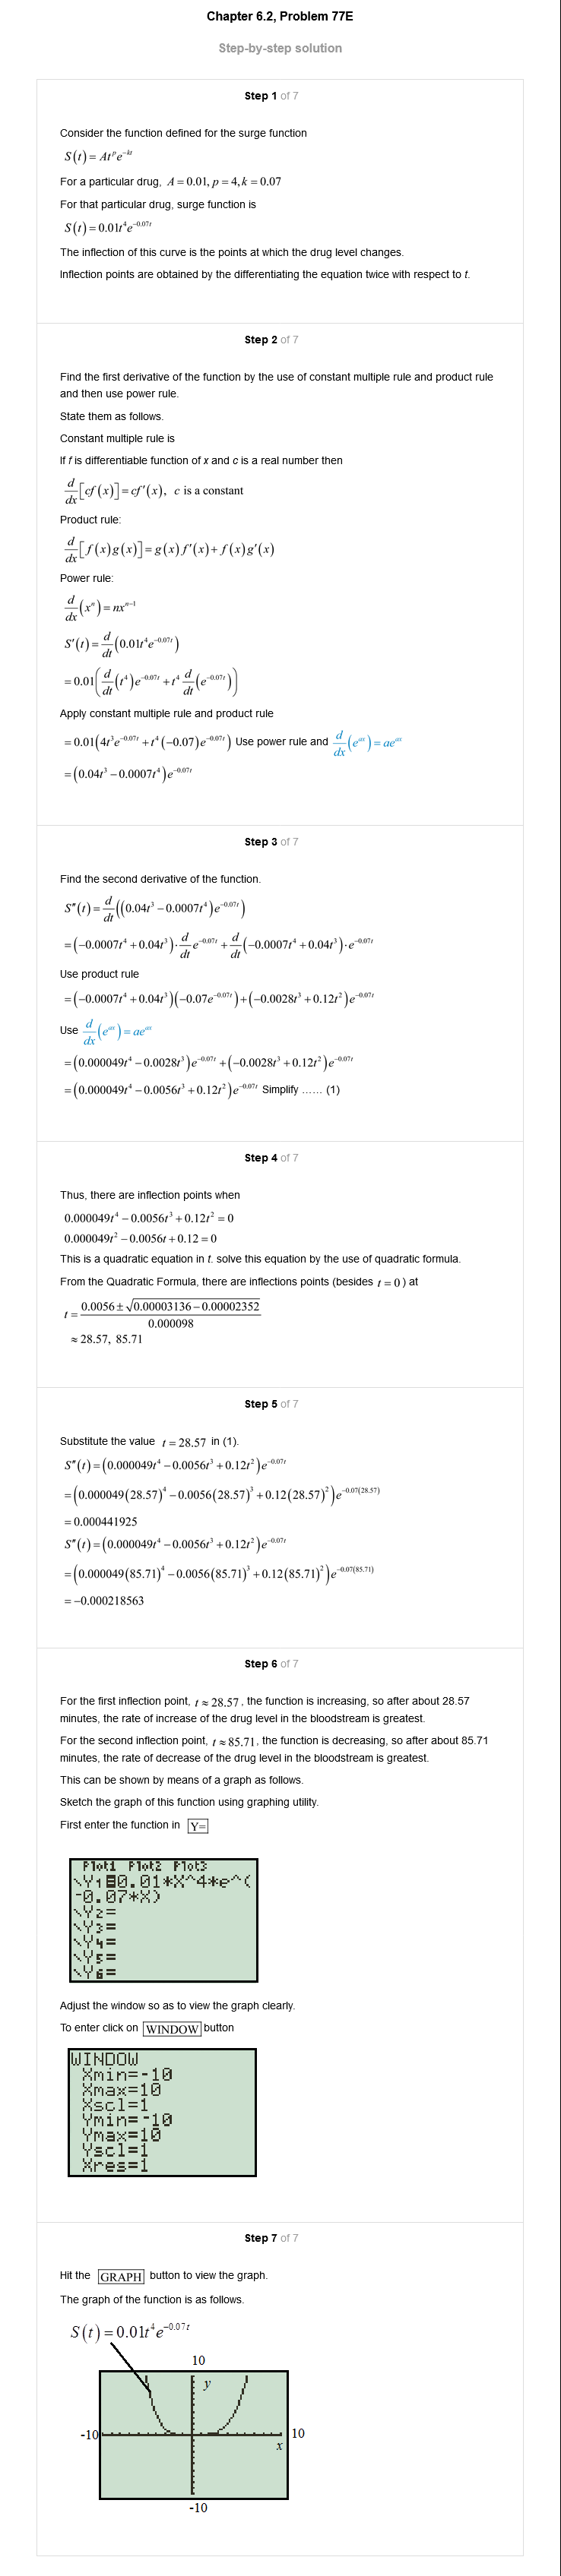 Chapter 6.2, Problem 77E
Step-by-step solution
Step 1 of 7
Consider the function defined for the surge function
S(t) = At^p e^{-kt}
For a particular drug, A = 0.01, p = 4, k = 0.07
For that particular drug, surge function is
S(t) = 0.01t^4 e^{-0.07t}
The inflection of this curve is the points at which the drug level changes.
Inflection points are obtained by the differentiating the equation twice with respect to t.
Step 2 of 7
Find the first derivative of the function by the use of constant multiple rule and product rule
and then use power rule.
State them as follows.
Constant multiple rule is
If f is differentiable function of x and c is a real number then
d/dx [cf(x)] = cf'(x), c is a constant
Product rule:
d/dx [f(x)g(x)] = g(x)f'(x) + f(x)g'(x)
Power rule:
d/dx (x^n) = nx^{n-1}
S'(t) = d/dt (0.01t^4 e^{-0.07t})
= 0.01(d/dt (t^4)e^{-0.07t} + t^4 d/dt (e^{-0.07t}))
Apply constant multiple rule and product rule
= 0.01(4t^3 e^{-0.07t} + t^4(-0.07)e^{-0.07t}) Use power rule and d/dx (e^{ax}) = ae^{ax}
= (0.04t^3 - 0.0007t^4)e^{-0.07t}
Step 3 of 7
Find the second derivative of the function.
S''(t) = d/dt ((0.04t^3 - 0.0007t^4)e^{-0.07t})
= (-0.0007t^4 + 0.04t^3)·d/dt e^{-0.07t} + d/dt (-0.0007t^4 + 0.04t^3)·e^{-0.07t}
Use product rule
= (-0.0007t^4 + 0.04t^3)(-0.07e^{-0.07t}) + (-0.0028t^3 + 0.12t^2)e^{-0.07t}
Use d/dx (e^{ax}) = ae^{ax}
= (0.000049t^4 - 0.0028t^3)e^{-0.07t} + (-0.0028t^3 + 0.12t^2)e^{-0.07t}
= (0.000049t^4 - 0.0056t^3 + 0.12t^2)e^{-0.07t} Simplify ...... (1)
Step 4 of 7
Thus, there are inflection points when
0.000049t^4 - 0.0056t^3 + 0.12t^2 = 0
0.000049t^2 - 0.0056t + 0.12 = 0
This is a quadratic equation in t. solve this equation by the use of quadratic formula.
From the Quadratic Formula, there are inflections points (besides t = 0) at
t = (0.0056 ± √(0.00003136 - 0.00002352)) / 0.000098
≈ 28.57, 85.71
Step 5 of 7
Substitute the value t = 28.57 in (1).
S''(t) = (0.000049t^4 - 0.0056t^3 + 0.12t^2)e^{-0.07t}
= (0.000049(28.57)^4 - 0.0056(28.57)^3 + 0.12(28.57)^2)e^{-0.07(28.57)}
= 0.000441925
S''(t) = (0.000049t^4 - 0.0056t^3 + 0.12t^2)e^{-0.07t}
= (0.000049(85.71)^4 - 0.0056(85.71)^3 + 0.12(85.71)^2)e^{-0.07(85.71)}
= -0.000218563
Step 6 of 7
For the first inflection point, t ≈ 28.57, the function is increasing, so after about 28.57
minutes, the rate of increase of the drug level in the bloodstream is greatest.
For the second inflection point, t ≈ 85.71, the function is decreasing, so after about 85.71
minutes, the rate of decrease of the drug level in the bloodstream is greatest.
This can be shown by means of a graph as follows.
Sketch the graph of this function using graphing utility.
First enter the function in Y=
Plot1 Plot2 Plot3
\Y1=0.01*X^4*e^(
-0.07*X)
\Y2=
\Y3=
\Y4=
\Y5=
\Y6=
Adjust the window so as to view the graph clearly.
To enter click on WINDOW button
WINDOW
Xmin=-10
Xmax=10
Xscl=1
Ymin=-10
Ymax=10
Yscl=1
Xres=1
Step 7 of 7
Hit the GRAPH button to view the graph.
The graph of the function is as follows.
S(t) = 0.01t^4 e^{-0.07t}
10
y
-10
10
x
-10